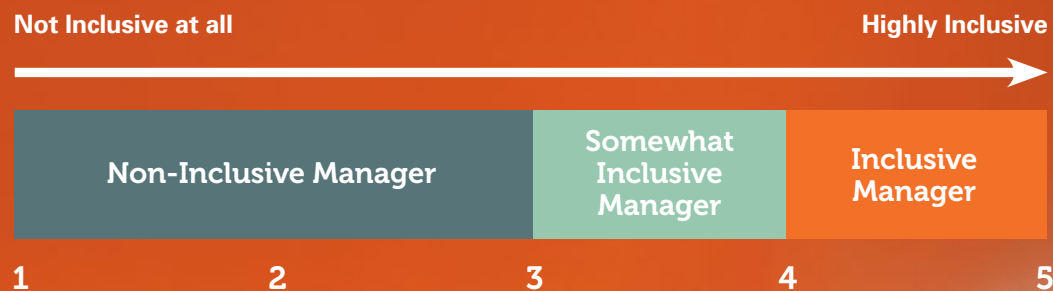 Not Inclusive at all
Highly Inclusive
Non-Inclusive Manager
Somewhat
Inclusive
Manager
Inclusive
Manager
1 2 3 4 5